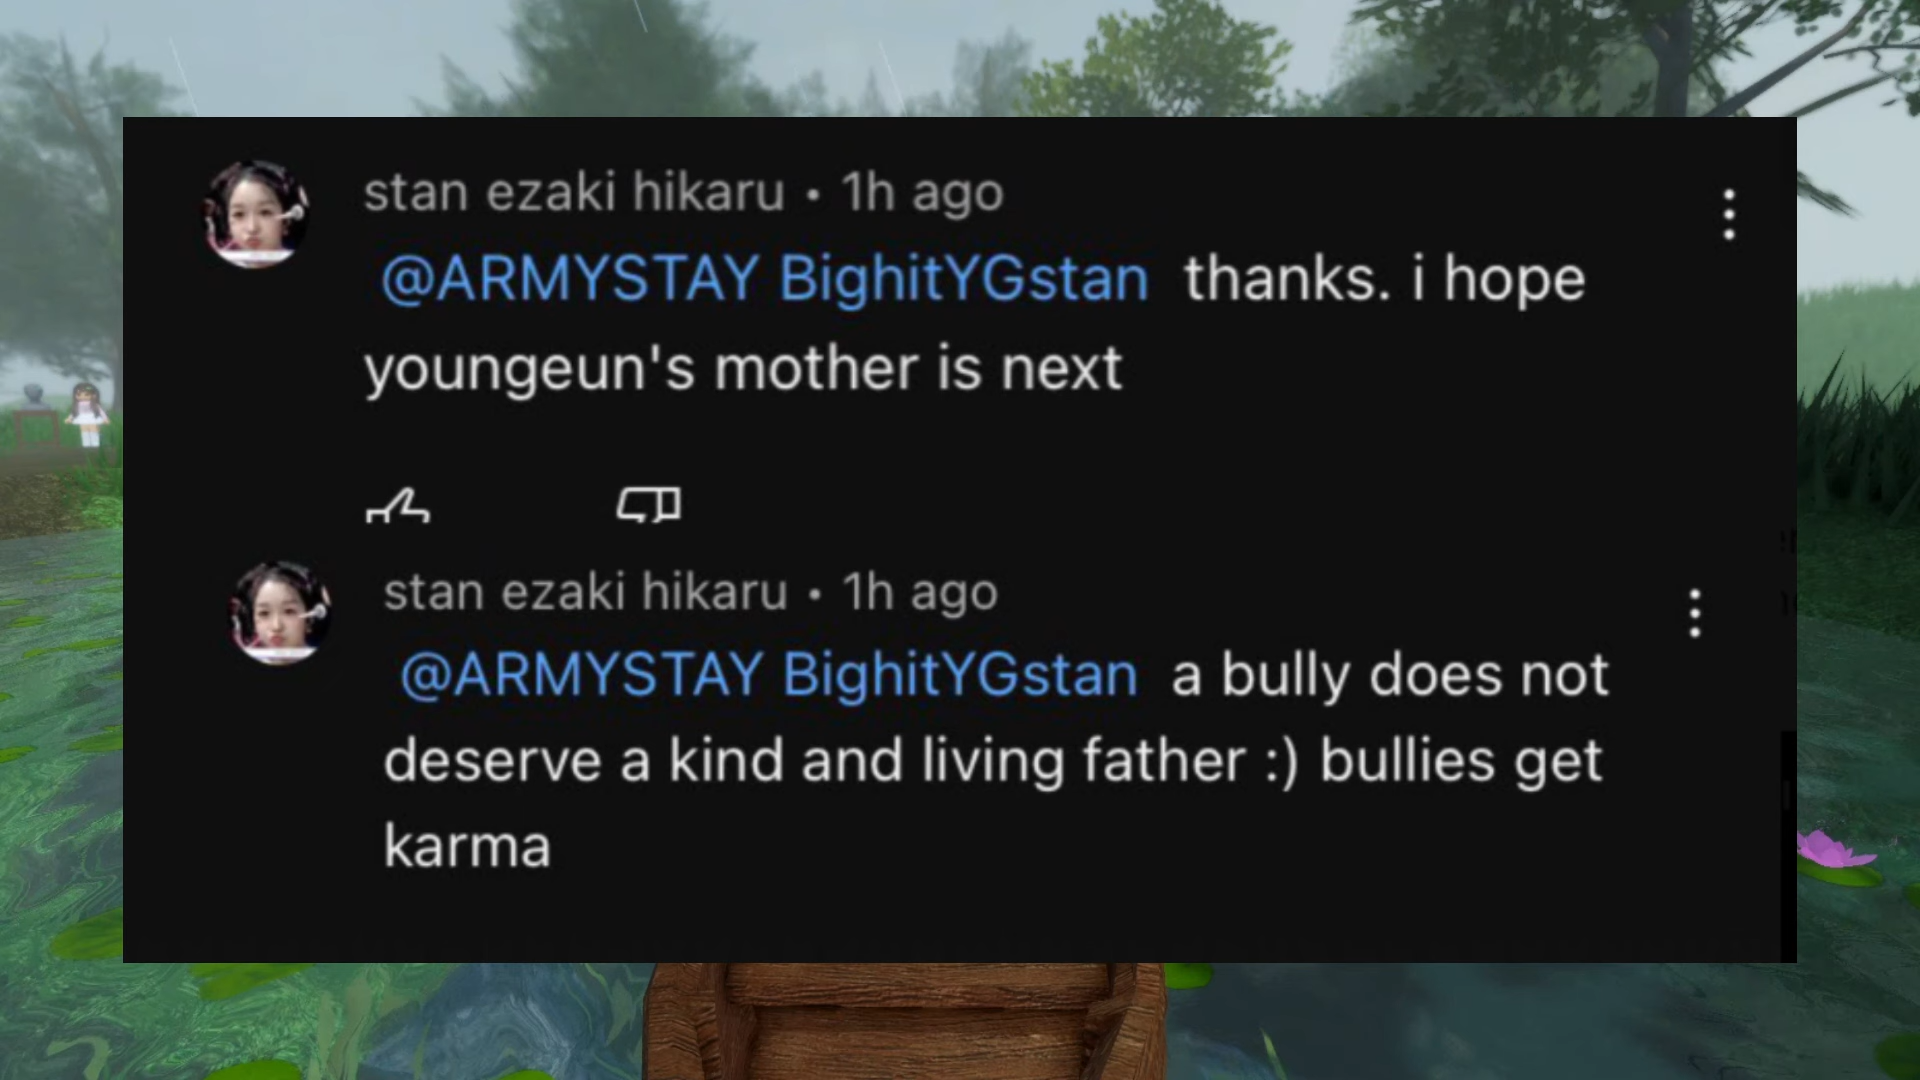 stan ezaki hikaru • 1h ago
@ARMYSTAY BighitYGstan thanks. i hope
youngeun's mother is next
stan ezaki hikaru • 1h ago
@ARMYSTAY BighitYGstan a bully does not
deserve a kind and living father :) bullies get
karma